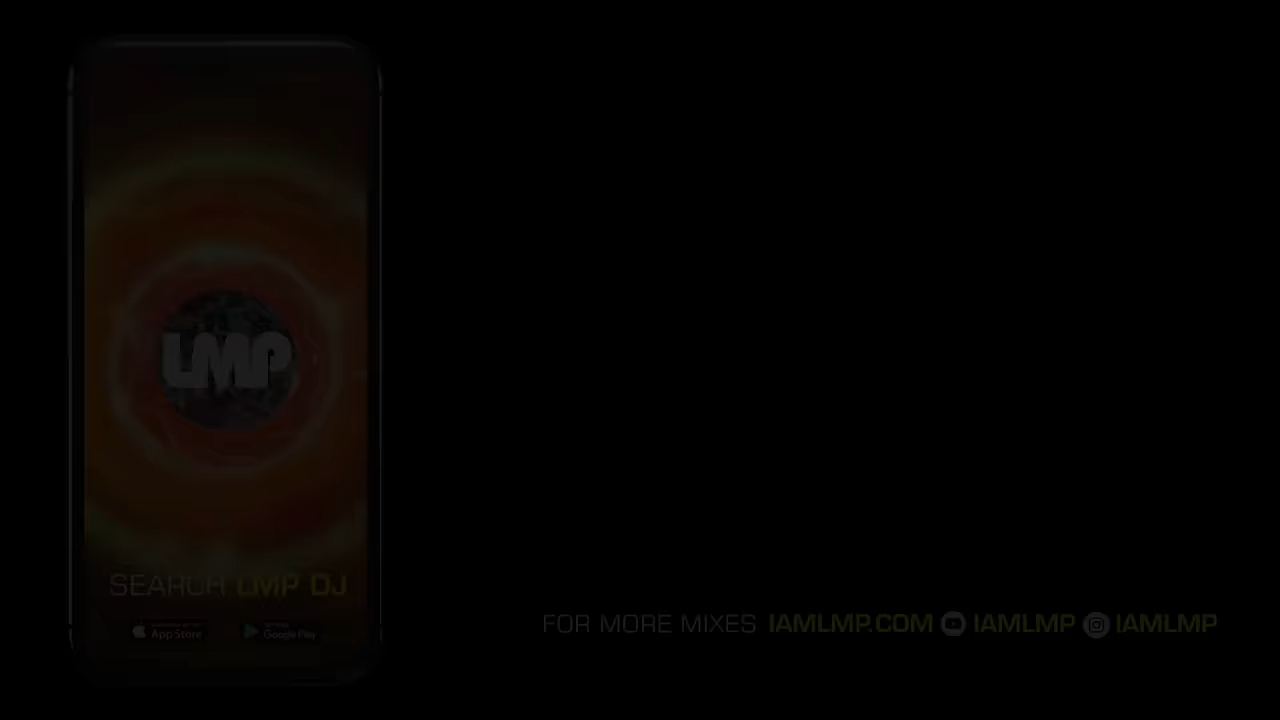 LMP
SEARCH LMP DJ
App Store
Google Play
FOR MORE MIXES IAMLMP.COM IAMLMP IAMLMP